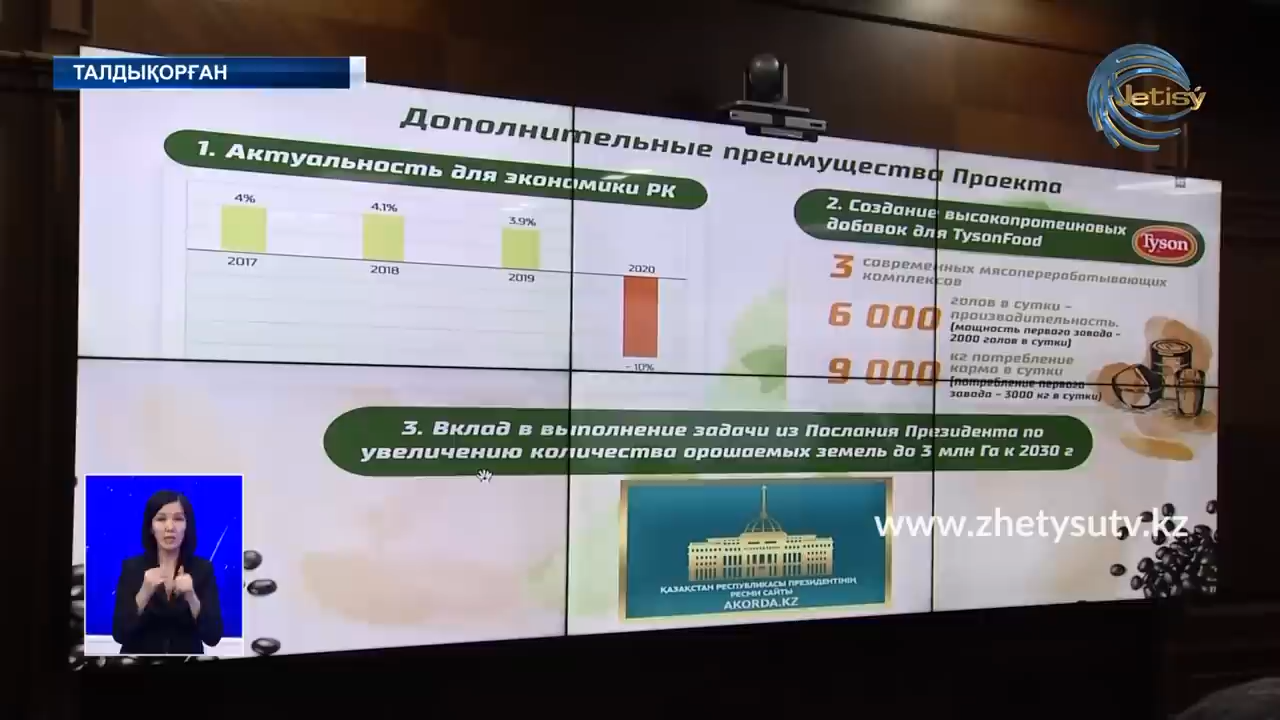 ТАЛДЫҚОРҒАН
Jetisý
Дополнительные преимущества Проекта
1. Актуальность для экономики РК
4%
4.1%
3.9%
2017
2018
2019
2020
- 10%
2. Создание высокопротеиновых
добавок для TysonFood
Tyson
3 современных мясоперерабатывающих
комплексов
6 000 голов в сутки –
производительность.
(мощность первого завода –
2000 голов в сутки)
9 000 кг потребление
корма в сутки
(потребление первого
завода – 3000 кг в сутки)
3. Вклад в выполнение задачи из Послания Президента по
увеличению количества орошаемых земель до 3 млн Га к 2030 г
www.zhetysutv.kz
ҚАЗАҚСТАН РЕСПУБЛИКАСЫ ПРЕЗИДЕНТІНІҢ
РЕСМИ САЙТЫ
AKORDA.KZ